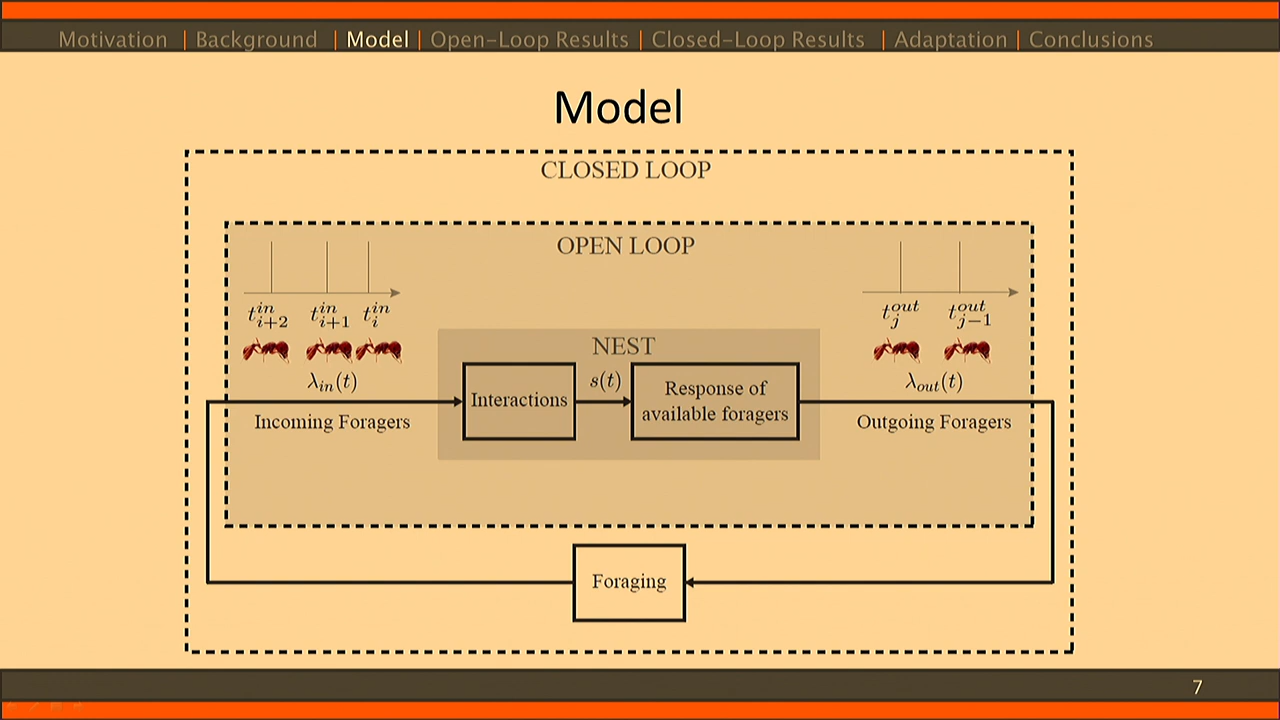 Motivation | Background | Model | Open-Loop Results | Closed-Loop Results | Adaptation | Conclusions
Model
CLOSED LOOP
OPEN LOOP
t^{in}_{i+2} t^{in}_{i+1} t^{in}_{i}
t^{out}_{j} t^{out}_{j-1}
NEST
λ_{in}(t)
Incoming Foragers
Interactions
s(t)
Response of
available foragers
λ_{out}(t)
Outgoing Foragers
Foraging
7